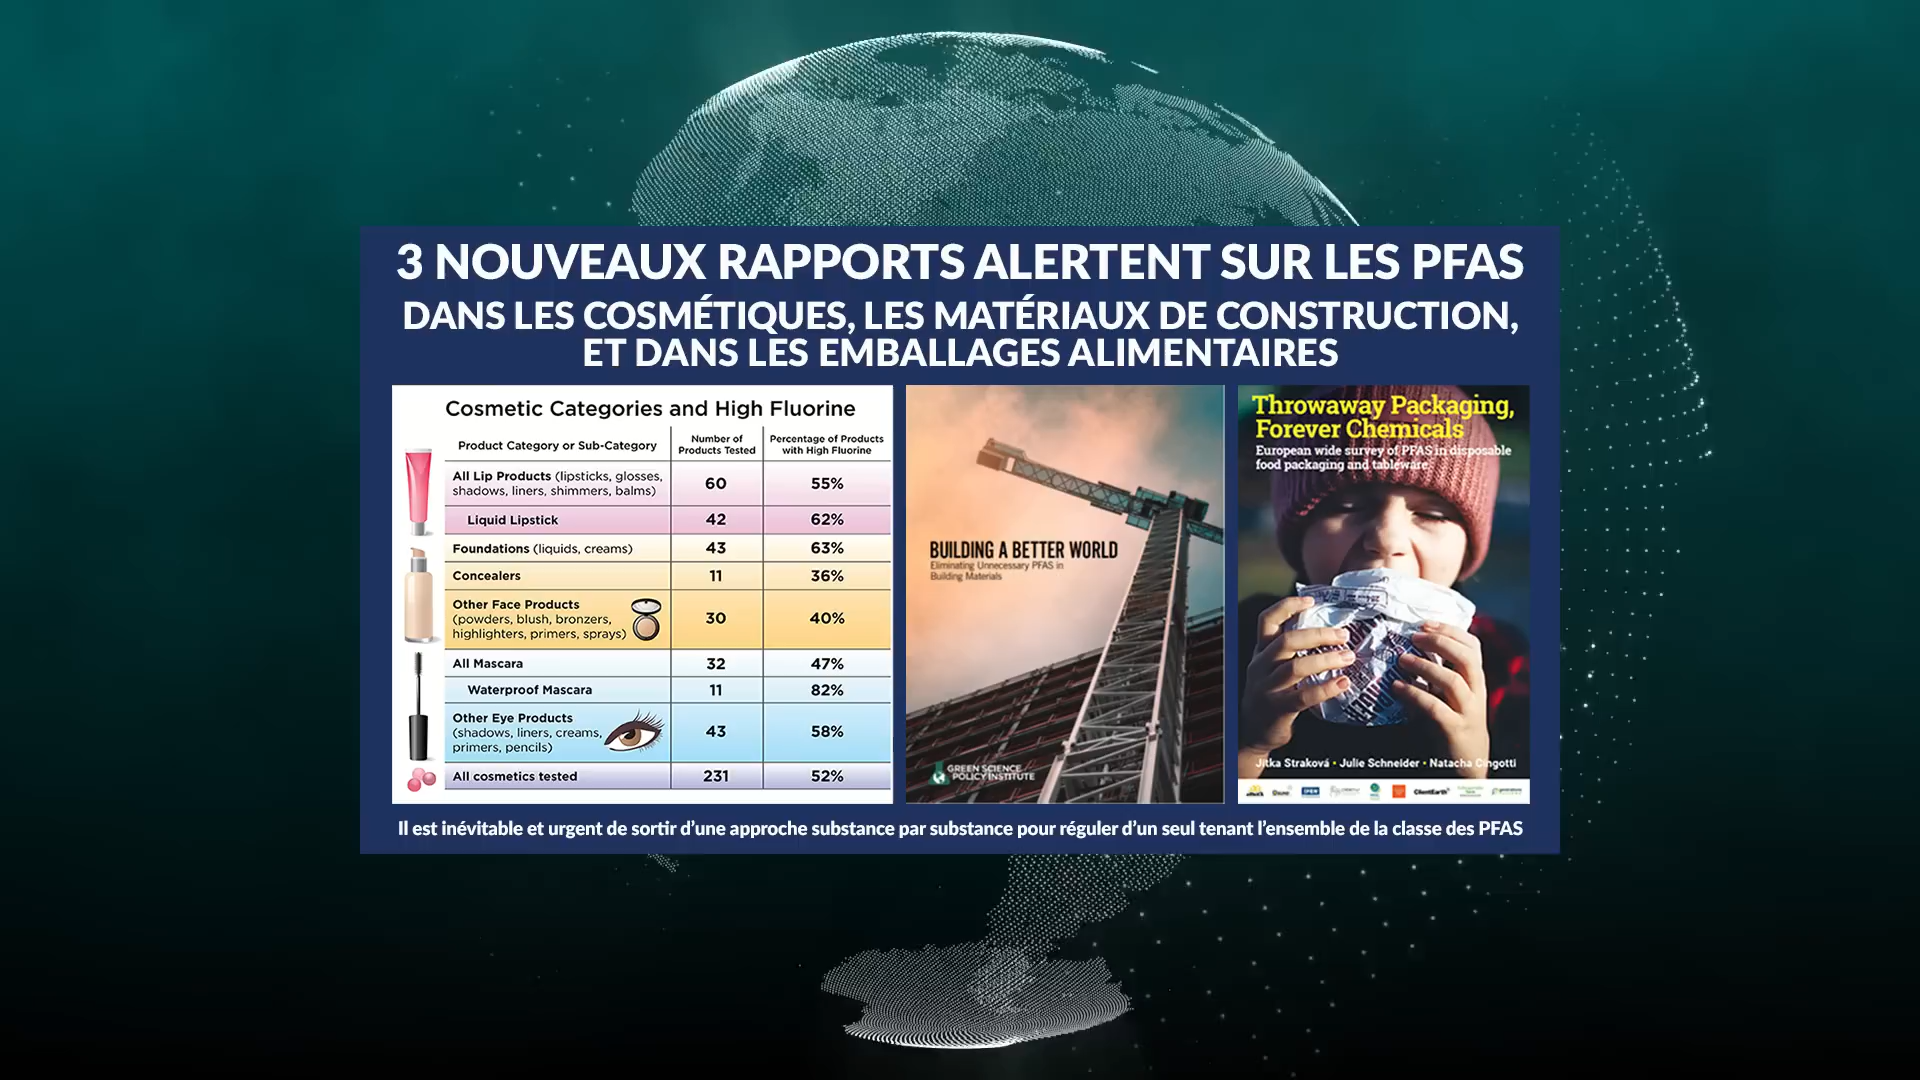 3 NOUVEAUX RAPPORTS ALERTENT SUR LES PFAS
DANS LES COSMÉTIQUES, LES MATÉRIAUX DE CONSTRUCTION,
ET DANS LES EMBALLAGES ALIMENTAIRES
Cosmetic Categories and High Fluorine
Product Category or Sub-Category
Number of
Products Tested
Percentage of Products
with High Fluorine
All Lip Products (lipsticks, glosses,
shadows, liners, shimmers, balms)
60
55%
Liquid Lipstick
42
62%
Foundations (liquids, creams)
43
63%
Concealers
11
36%
Other Face Products
(powders, blush, bronzers,
highlighters, primers, sprays)
30
40%
All Mascara
32
47%
Waterproof Mascara
11
82%
Other Eye Products
(shadows, liners, creams,
primers, pencils)
43
58%
All cosmetics tested
231
52%
BUILDING A BETTER WORLD
Eliminating Unnecessary PFAS in
Building Materials
GREEN SCIENCE
POLICY INSTITUTE
Throwaway Packaging,
Forever Chemicals
European wide survey of PFAS in disposable
food packaging and tableware
Jitka Straková • Julie Schneider • Natacha Cingotti
ClientEarth
Il est inévitable et urgent de sortir d'une approche substance par substance pour réguler d'un seul tenant l'ensemble de la classe des PFAS